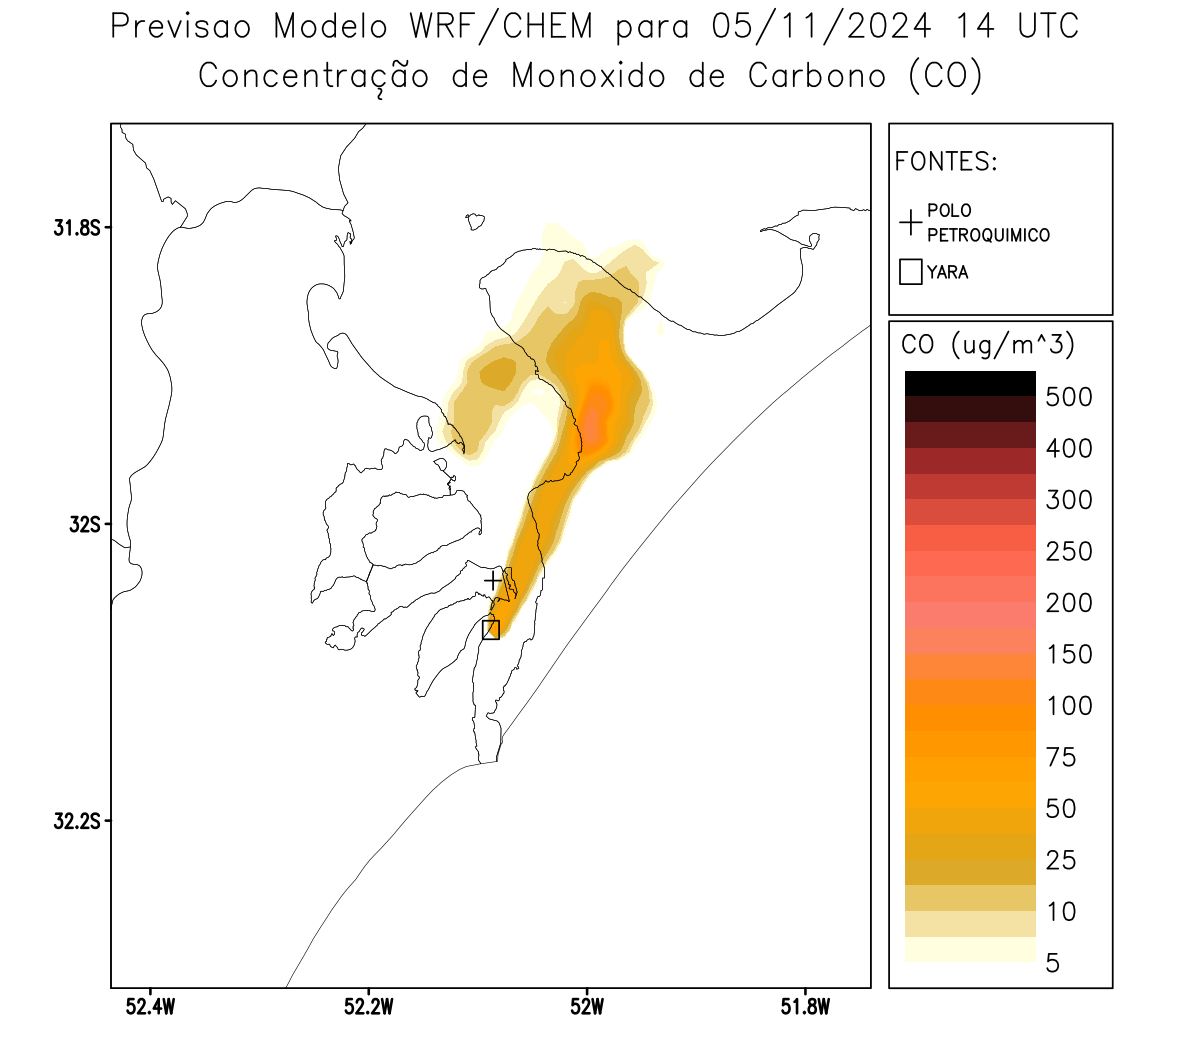 Previsao Modelo WRF/CHEM para 05/11/2024 14 UTC
Concentração de Monoxido de Carbono (CO)
FONTES:
POLO
PETROQUIMICO
YARA
CO (ug/m^3)
500
400
300
250
200
150
100
75
50
25
10
5
31.8S
32S
32.2S
52.4W
52.2W
52W
51.8W